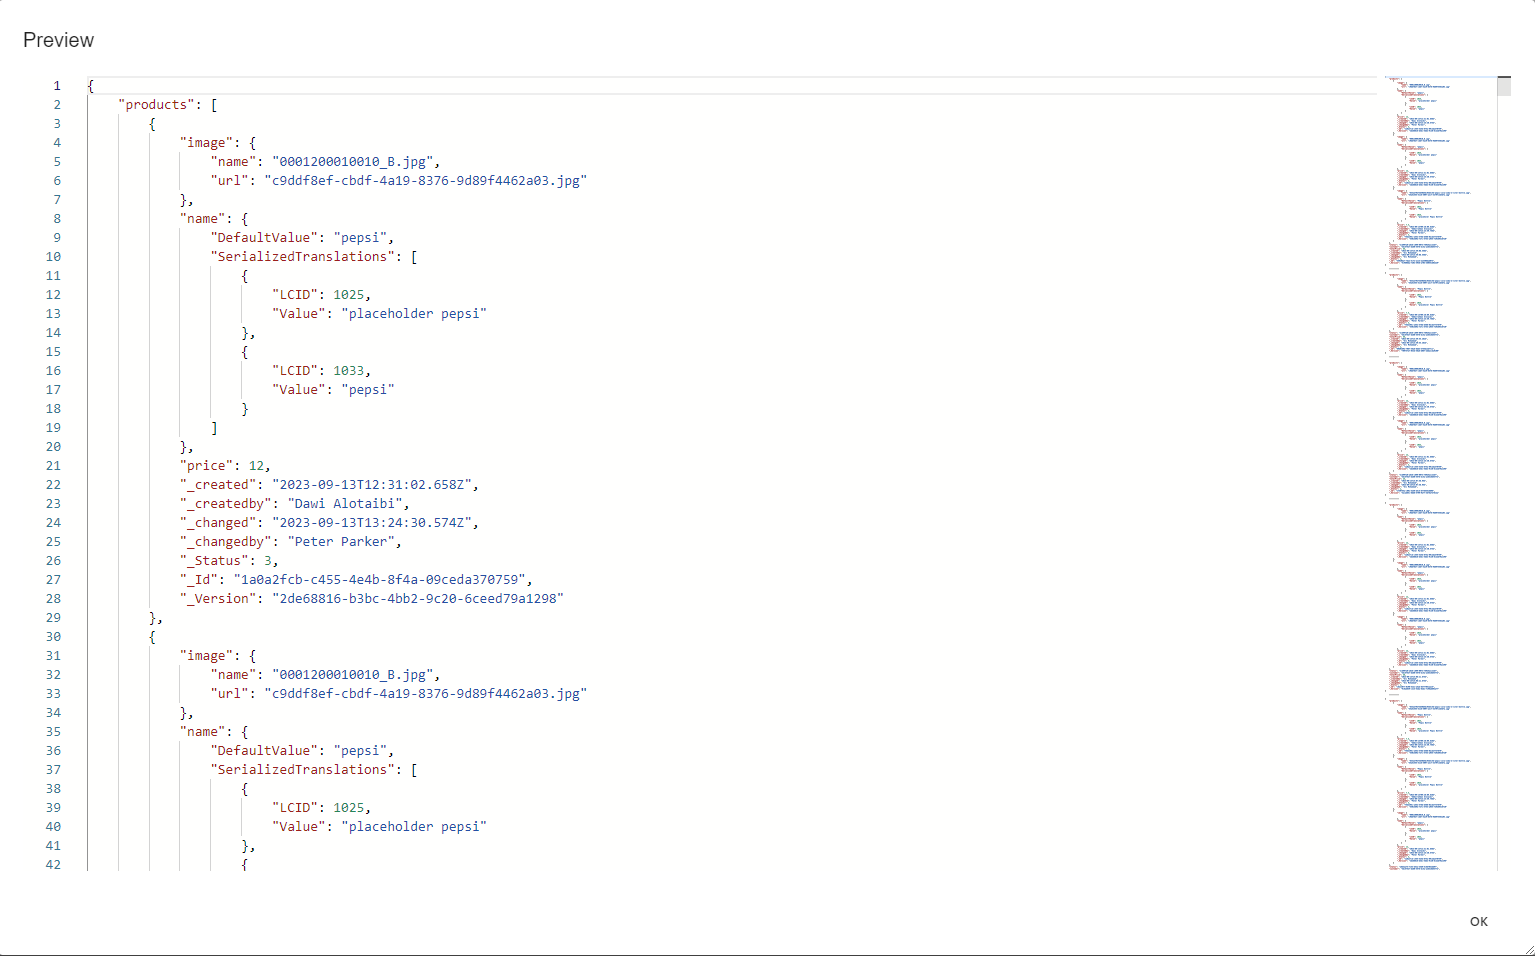 Preview
1 {
2 "products": [
3 {
4 "image": {
5 "name": "0001200010010_B.jpg",
6 "url": "c9ddf8ef-cbdf-4a19-8376-9d89f4462a03.jpg"
7 },
8 "name": {
9 "DefaultValue": "pepsi",
10 "SerializedTranslations": [
11 {
12 "LCID": 1025,
13 "Value": "placeholder pepsi"
14 },
15 {
16 "LCID": 1033,
17 "Value": "pepsi"
18 }
19 ]
20 },
21 "price": 12,
22 "_created": "2023-09-13T12:31:02.658Z",
23 "_createdby": "Dawi Alotaibi",
24 "_changed": "2023-09-13T13:24:30.574Z",
25 "_changedby": "Peter Parker",
26 "_Status": 3,
27 "_Id": "1a0a2fcb-c455-4e4b-8f4a-09ceda370759",
28 "_Version": "2de68816-b3bc-4bb2-9c20-6ceed79a1298"
29 },
30 {
31 "image": {
32 "name": "0001200010010_B.jpg",
33 "url": "c9ddf8ef-cbdf-4a19-8376-9d89f4462a03.jpg"
34 },
35 "name": {
36 "DefaultValue": "pepsi",
37 "SerializedTranslations": [
38 {
39 "LCID": 1025,
40 "Value": "placeholder pepsi"
41 },
42 {
OK